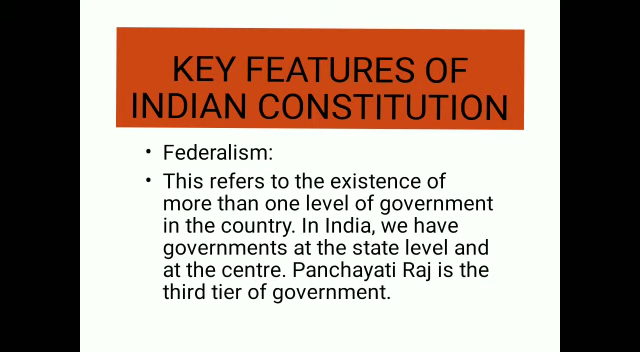 KEY FEATURES OF
INDIAN CONSTITUTION
• Federalism:
• This refers to the existence of
more than one level of government
in the country. In India, we have
governments at the state level and
at the centre. Panchayati Raj is the
third tier of government.